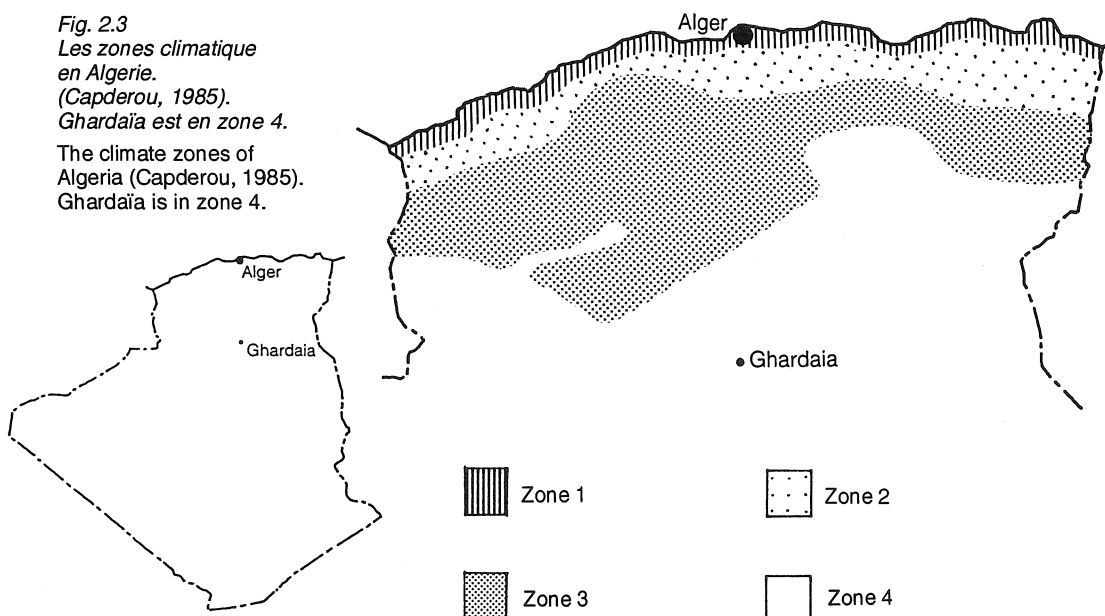 Fig. 2.3
Les zones climatique
en Algerie.
(Capderou, 1985).
Ghardaïa est en zone 4.
The climate zones of
Algeria (Capderou, 1985).
Ghardaïa is in zone 4.
Alger
Alger
Ghardaia
Ghardaia
Zone 1
Zone 2
Zone 3
Zone 4